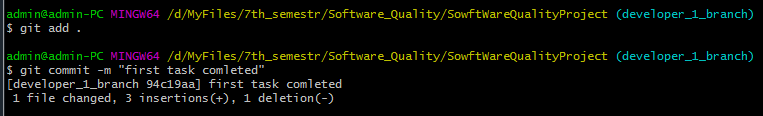 admin@admin-PC MINGW64 /d/MyFiles/7th_semestr/Software_Quality/SowftWareQualityProject (developer_1_branch)
$ git add .
admin@admin-PC MINGW64 /d/MyFiles/7th_semestr/Software_Quality/SowftWareQualityProject (developer_1_branch)
$ git commit -m "first task comleted"
[developer_1_branch 94c19aa] first task comleted
 1 file changed, 3 insertions(+), 1 deletion(-)